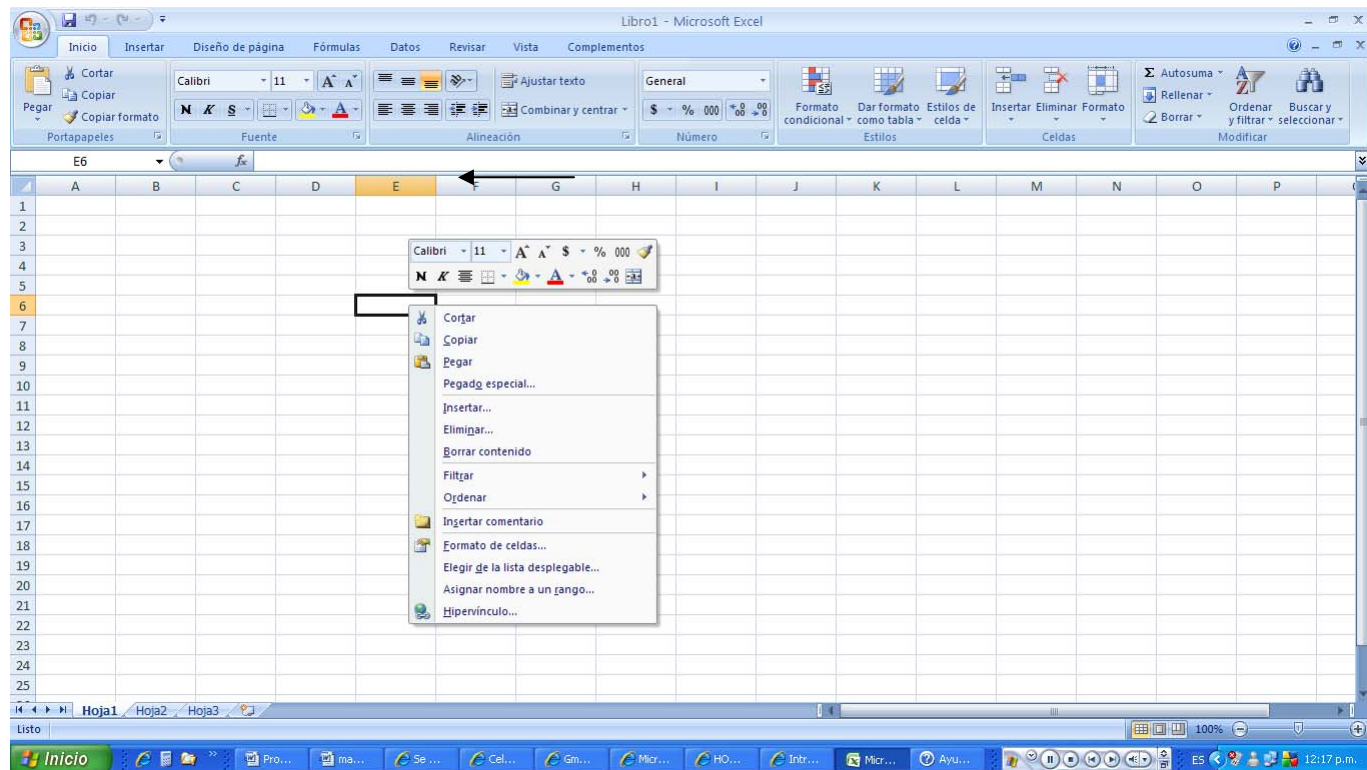 Libro1 - Microsoft Excel
Inicio Insertar Diseño de página Fórmulas Datos Revisar Vista Complementos
Pegar
Cortar
Copiar
Copiar formato
Portapapeles
Calibri 11
N K S
Fuente
Ajustar texto
Combinar y centrar
Alineación
General
$ % 000
Número
Formato condicional
Dar formato como tabla
Estilos de celda
Estilos
Insertar Eliminar Formato
Celdas
Σ Autosuma
Rellenar
Borrar
Ordenar y filtrar
Buscar y seleccionar
Modificar
E6 fx
A B C D E F G H I J K L M N O P
1
2
3
4
5
6
7
8
9
10
11
12
13
14
15
16
17
18
19
20
21
22
23
24
25
Calibri 11 A A $ % 000
N K A
Cortar
Copiar
Pegar
Pegado especial...
Insertar...
Eliminar...
Borrar contenido
Filtrar
Ordenar
Insertar comentario
Formato de celdas...
Elegir de la lista desplegable...
Asignar nombre a un rango...
Hipervínculo...
Hoja1 Hoja2 Hoja3
Listo 100%
Inicio Pro... ma... Se ... Cel... Gm... Micr... HO... Intr... Micr... Ayu... ES 12:17 p.m.